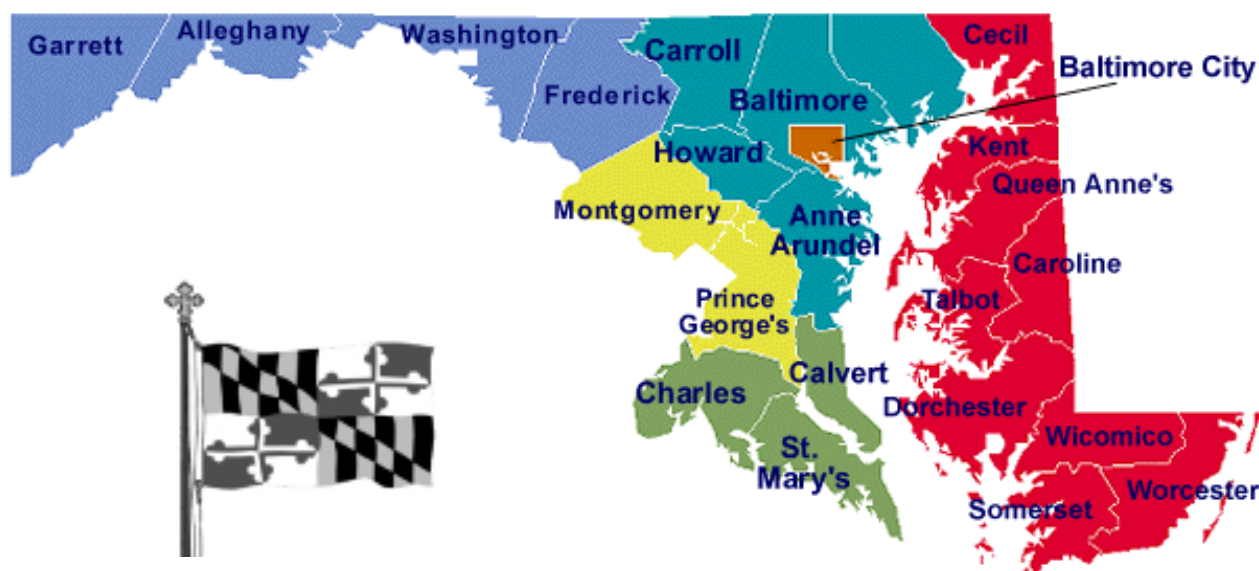 Garrett
Alleghany
Washington
Frederick
Carroll
Cecil
Baltimore City
Baltimore
Howard
Kent
Queen Anne's
Montgomery
Anne
Arundel
Caroline
Talbot
Prince
George's
Calvert
Charles
Dorchester
St.
Mary's
Wicomico
Worcester
Somerset